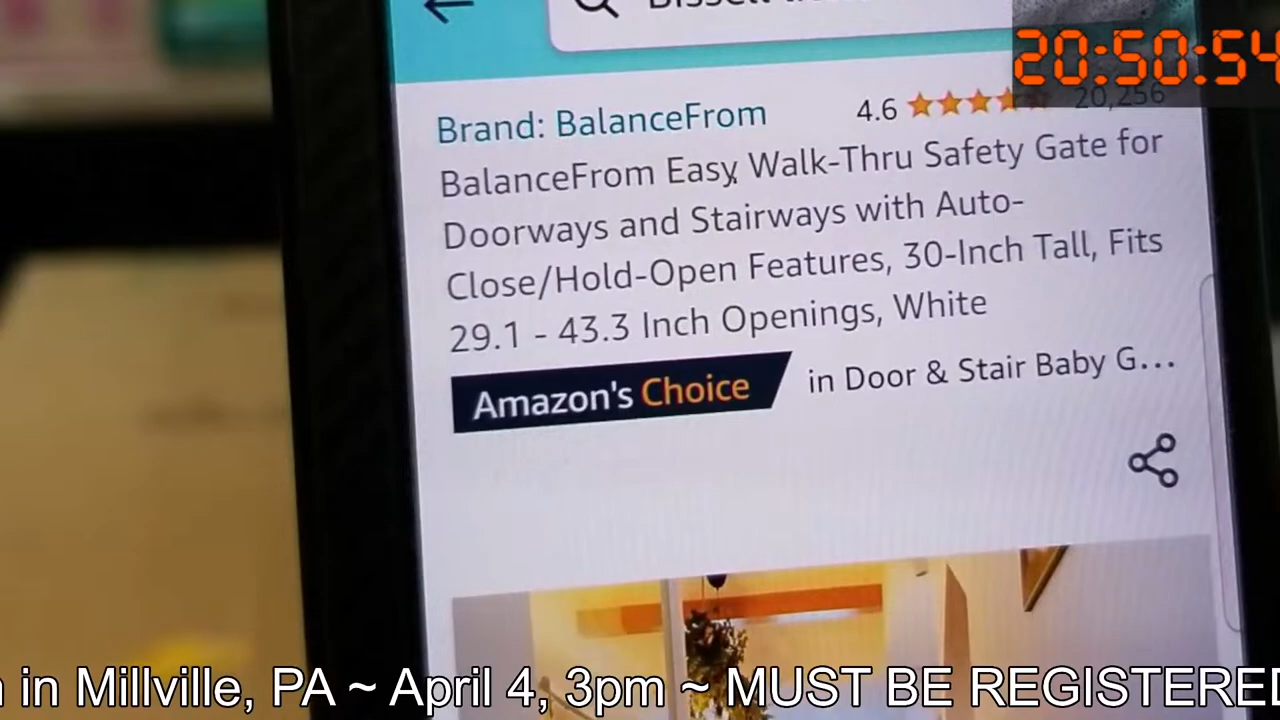 20:50:54
Brand: BalanceFrom
4.6
20,256
BalanceFrom Easy Walk-Thru Safety Gate for
Doorways and Stairways with Auto-
Close/Hold-Open Features, 30-Inch Tall, Fits
29.1 - 43.3 Inch Openings, White
Amazon's Choice in Door & Stair Baby G...
in Millville, PA ~ April 4, 3pm ~ MUST BE REGISTERED